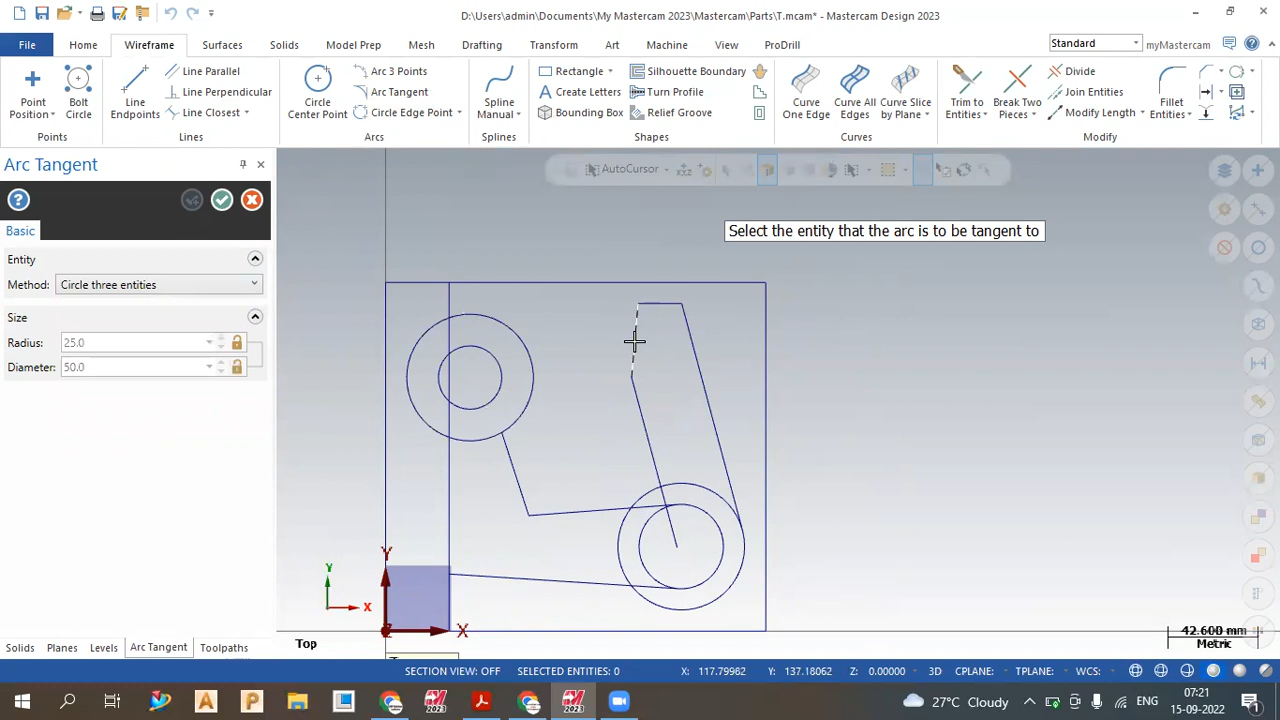 D:\Users\admin\Documents\My Mastercam 2023\Mastercam\Parts\T.mcam* - Mastercam Design 2023
File Home Wireframe Surfaces Solids Model Prep Mesh Drafting Transform Art Machine View ProDrill Standard myMastercam
Point Position Bolt Circle
Points
Line Endpoints Line Parallel
Line Perpendicular
Line Closest
Lines
Circle Center Point Arc 3 Points
Arc Tangent
Circle Edge Point
Arcs
Spline Manual
Splines
Rectangle Silhouette Boundary
Create Letters Turn Profile
Bounding Box Relief Groove
Shapes
Curve One Edge Curve All Edges Curve Slice by Plane
Curves
Trim to Entities Break Two Pieces Divide
Join Entities
Modify Length
Fillet Entities
Modify
Arc Tangent
AutoCursor
Basic
Select the entity that the arc is to be tangent to
Entity
Method: Circle three entities
Size
Radius: 25.0
Diameter: 50.0
Y
X
Y
X
Z
Top
42.600 mm
Metric
Solids Planes Levels Arc Tangent Toolpaths
SECTION VIEW: OFF SELECTED ENTITIES: 0 X: 117.79962 Y: 137.18062 Z: 0.00000 3D CPLANE: TPLANE: WCS:
2021 2023
27°C Cloudy ENG 07:21
15-09-2022